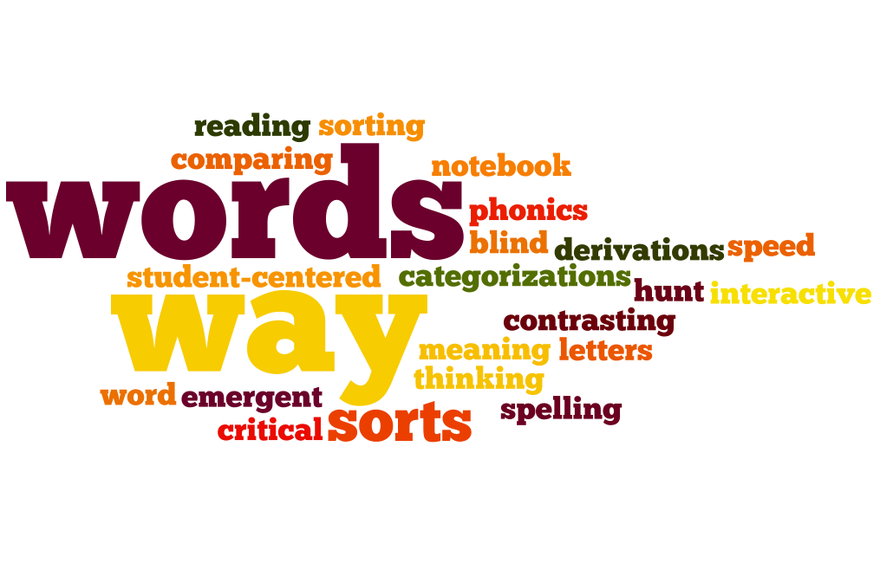 reading sorting
comparing notebook
words
phonics
blind derivations speed
student-centered categorizations
hunt interactive
way
contrasting
meaning letters
thinking
word emergent spelling
critical sorts